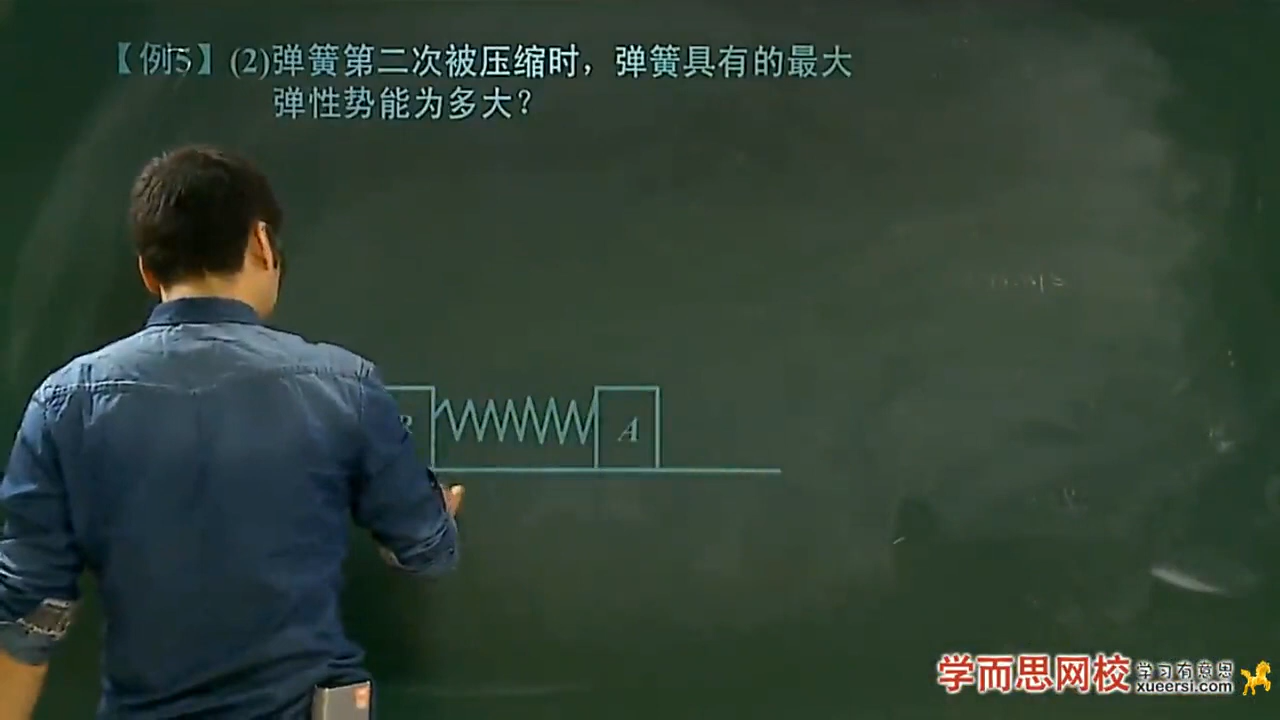 【例5】(2)弹簧第二次被压缩时，弹簧具有的最大
弹性势能为多大？
A
学而思网校
学习有意思
xueersi.com